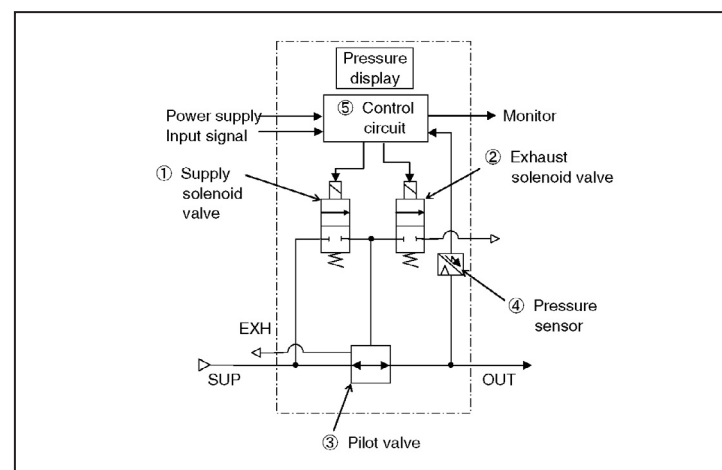 Pressure
display
Power supply
Input signal
⑤ Control
circuit
Monitor
① Supply
solenoid
valve
② Exhaust
solenoid valve
④ Pressure
sensor
EXH
SUP
OUT
③ Pilot valve